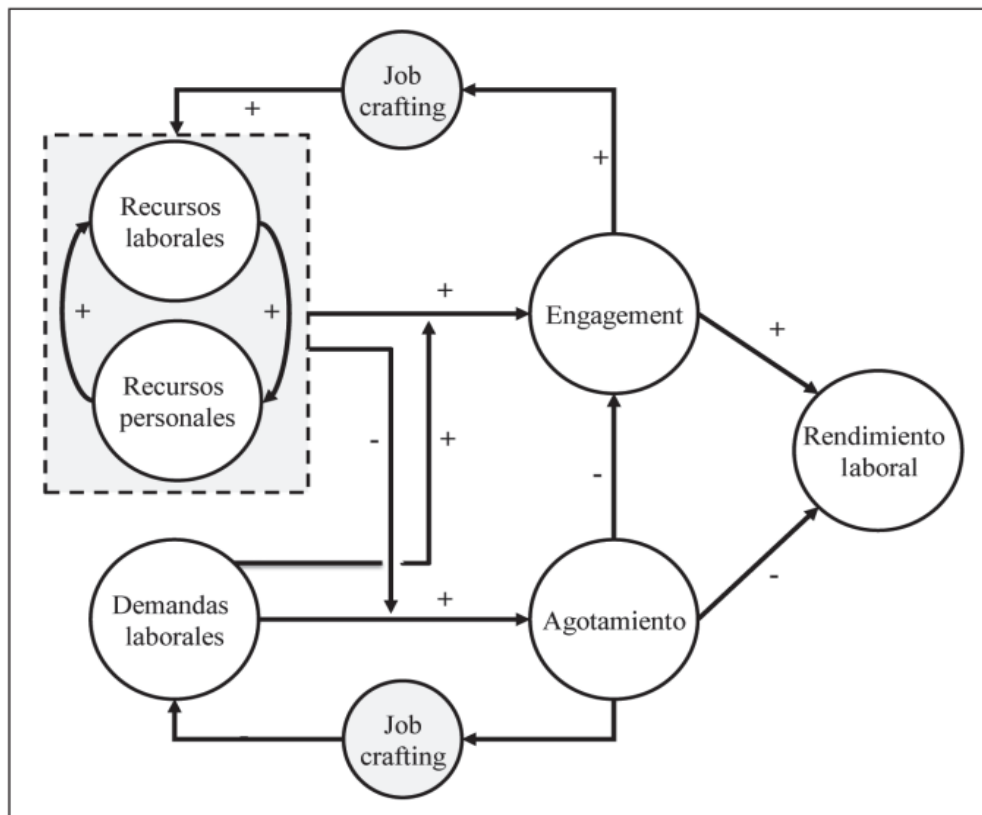 Job
crafting
+
+
Recursos
laborales
+
+
Recursos
personales
+
Engagement
+
-
+
-
Rendimiento
laboral
Demandas
laborales
+
Agotamiento
-
Job
crafting
-